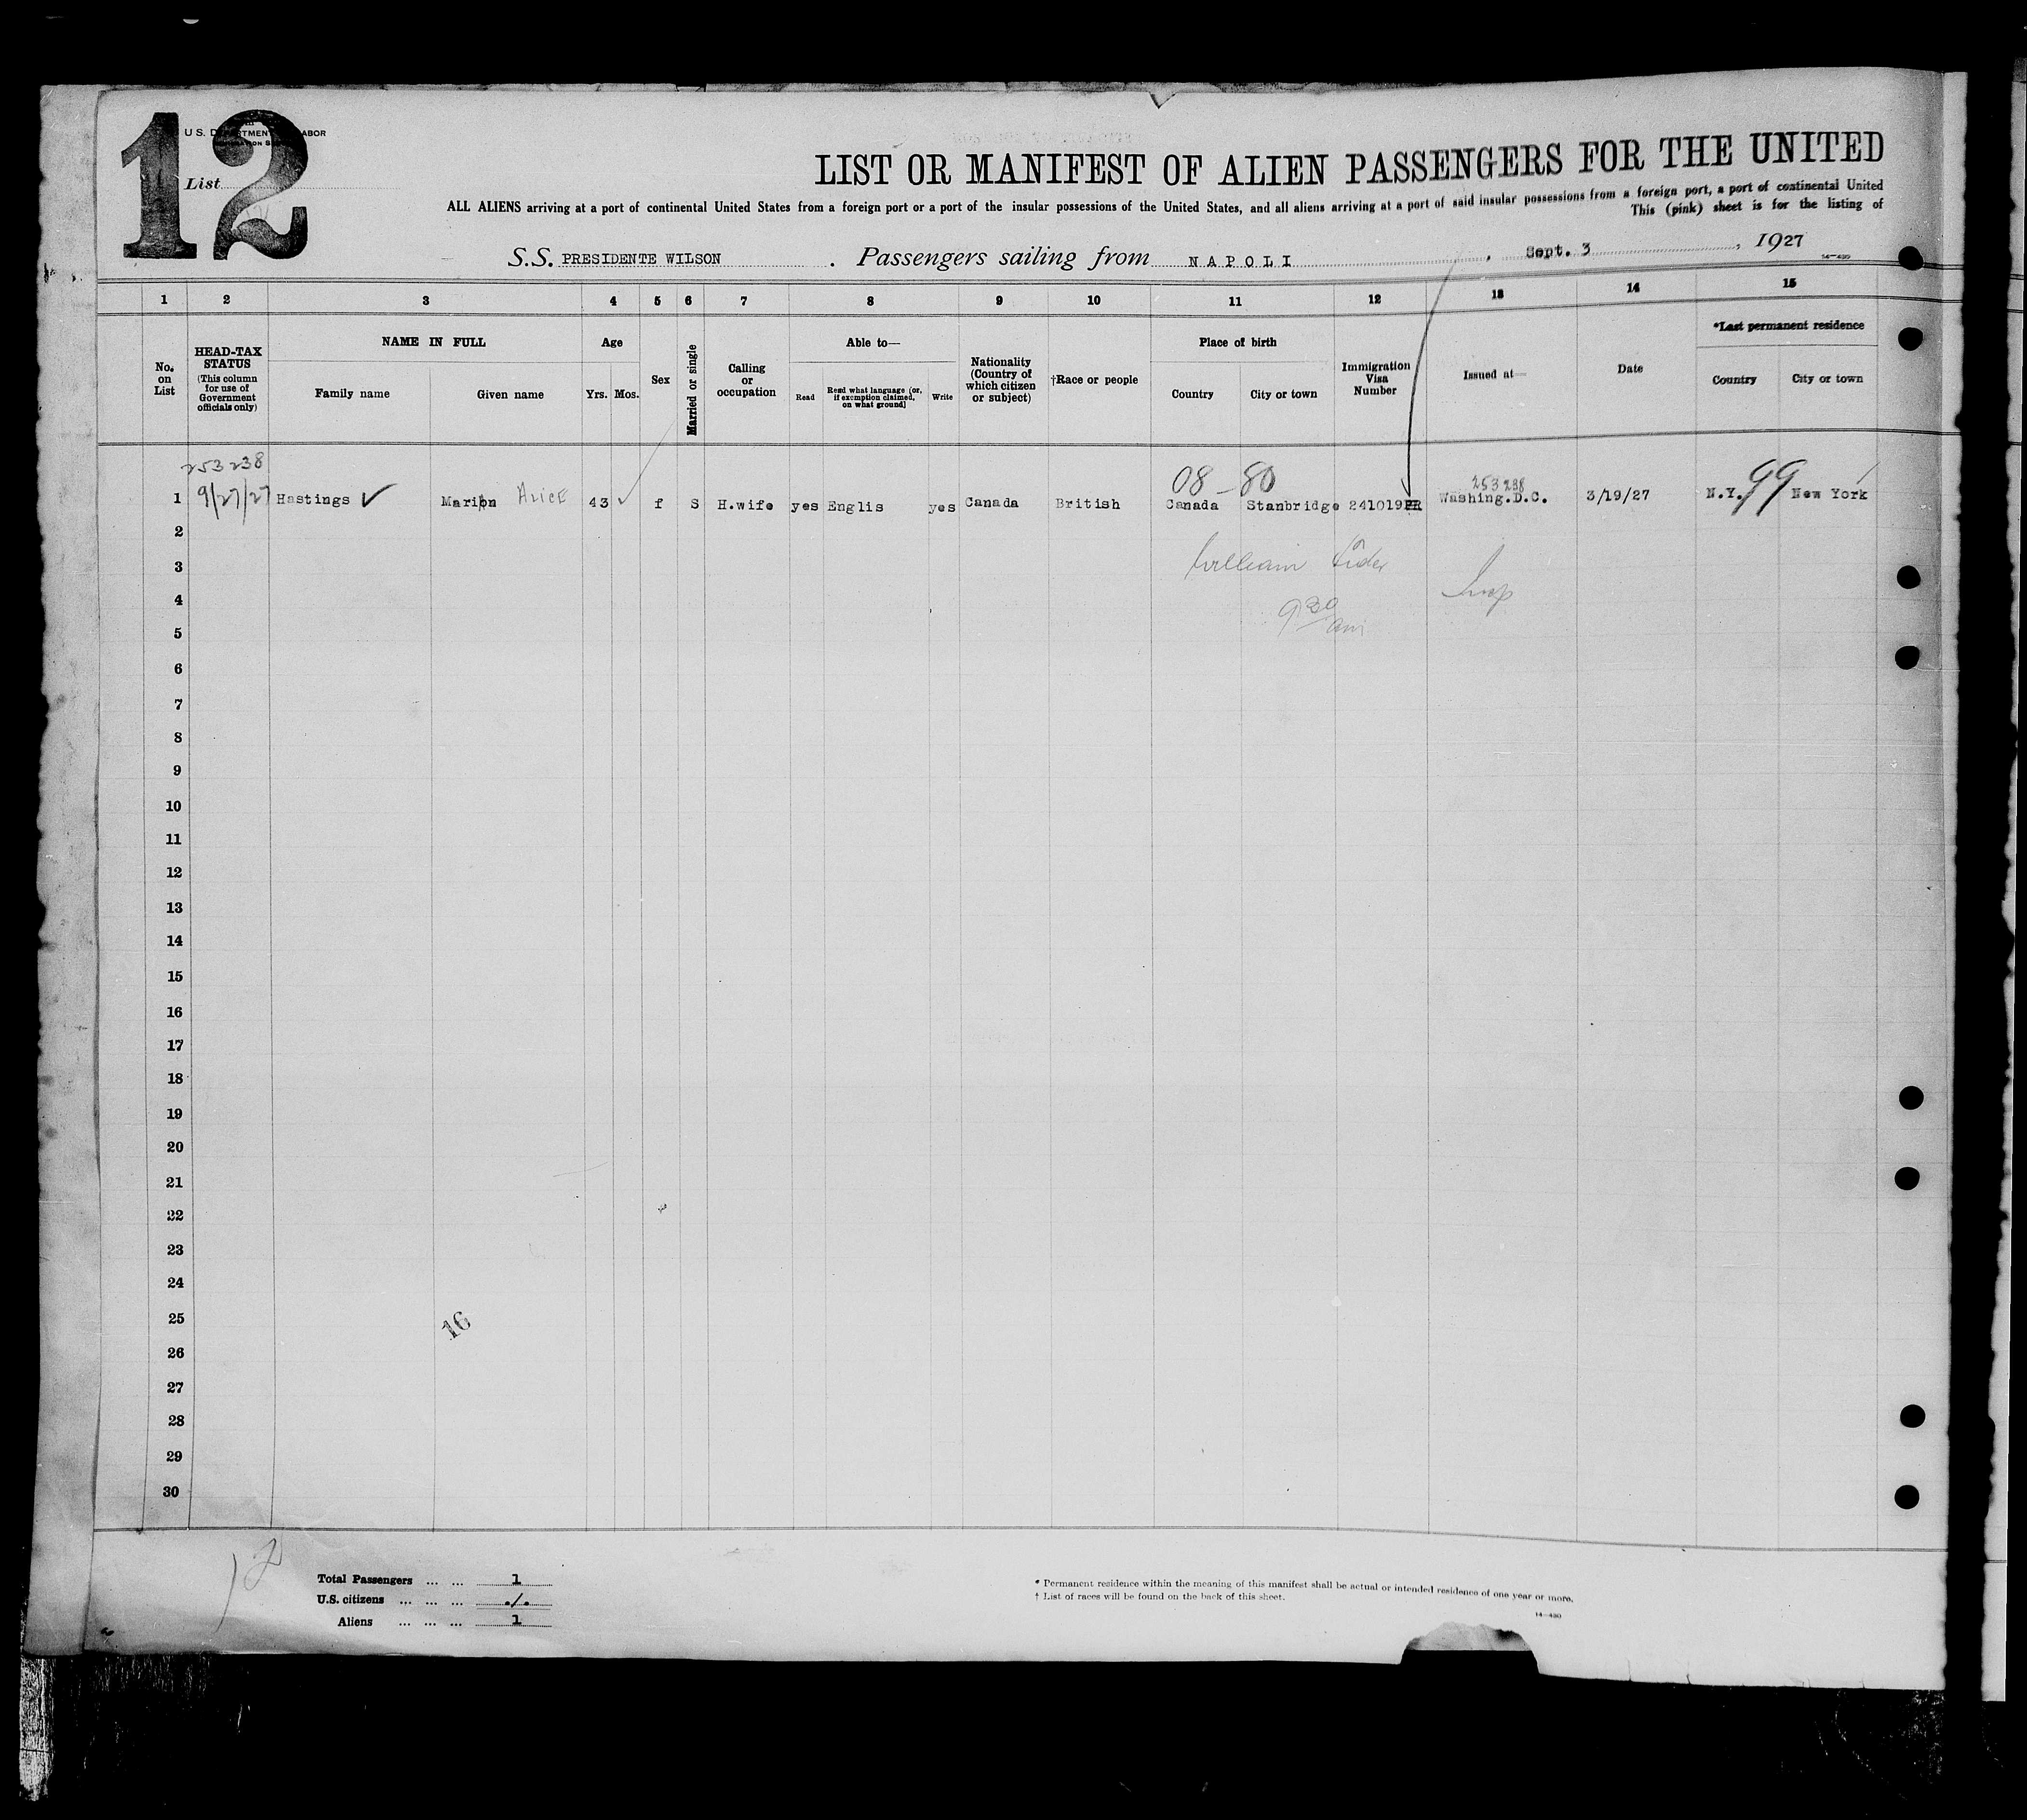 12
U.S. DEPARTMENT LABOR
List
LIST OR MANIFEST OF ALIEN PASSENGERS FOR THE UNITED
ALL ALIENS arriving at a port of continental United States from a foreign port or a port of the insular possessions of the United States, and all aliens arriving at a port of said insular possessions from a foreign port, a port of continental United
This (pink) sheet is for the listing of
S.S. PRESIDENTE WILSON . Passengers sailing from NAPOLI , Sept. 3 , 1927
14—430
1 2 3 4 5 6 7 8 9 10 11 12 13 14 15
No. on List
HEAD-TAX STATUS (This column for use of Government officials only)
NAME IN FULL
Family name Given name
Age
Yrs. Mos.
Sex
Married or single
Calling or occupation
Able to—
Read Read what language (or, if exemption claimed, on what ground) Write
Nationality (Country of which citizen or subject)
†Race or people
Place of birth
Country City or town
Immigration Visa Number
Issued at—
Date
*Last permanent residence
Country City or town
253238 08-80 253238 99
1 9/27/27 Hastings ✓ Marion Alice 43 ✓ f S H.wife yes Englis yes Canada British Canada Stanbridge 241019PR Washing.D.C. 3/19/27 N.Y. New York
2
William
3
Insp
4
9 30 am
5
6
7
8
9
10
11
12
13
14
15
16
17
18
19
20
21
22
23
24
25
16
26
27
28
29
30
12
Total Passengers ... ... 1
U.S. citizens ... ... ... ./.
Aliens ... ... ... 1
* Permanent residence within the meaning of this manifest shall be actual or intended residence of one year or more.
† List of races will be found on the back of this sheet.
14—430